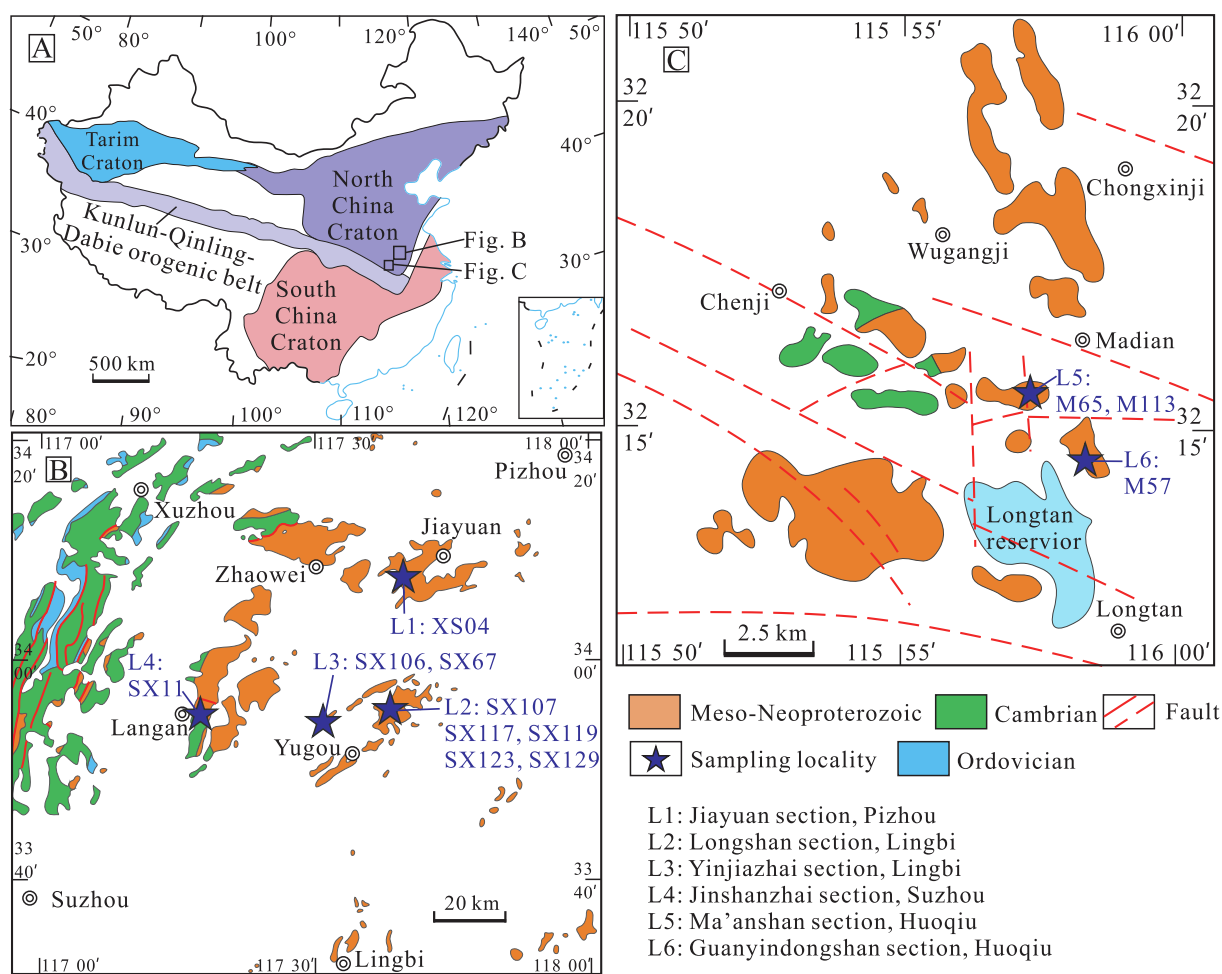 A
50° 80° 100° 120° 140° 50°
40°
40°
30°
30°
20°
20°
80° 90° 100° 110° 120°
Tarim
Craton
North
China
Craton
Kunlun-Qinling-
Dabie orogenic belt
South
China
Craton
Fig. B
Fig. C
500 km
B
117 00′ 117 30′ 118 00′
34
20′
34
20′
Pizhou
Xuzhou
Jiayuan
Zhaowei
L1: XS04
34
00′
34
00′
L4:
SX11
L3: SX106, SX67
Langan
L2: SX107
SX117, SX119
SX123, SX129
Yugou
33
40′
33
40′
Suzhou
20 km
Lingbi
117 00′ 117 30′ 118 00′
C
115 50′ 115 55′ 116 00′
32
20′
32
20′
Chongxinji
Wugangji
Chenji
Madian
L5:
M65, M113
32
15′
32
15′
L6:
M57
Longtan
reservior
Longtan
2.5 km
115 50′ 115 55′ 116 00′
Meso-Neoproterozoic
Cambrian
Fault
Sampling locality
Ordovician
L1: Jiayuan section, Pizhou
L2: Longshan section, Lingbi
L3: Yinjiazhai section, Lingbi
L4: Jinshanzhai section, Suzhou
L5: Ma'anshan section, Huoqiu
L6: Guanyindongshan section, Huoqiu